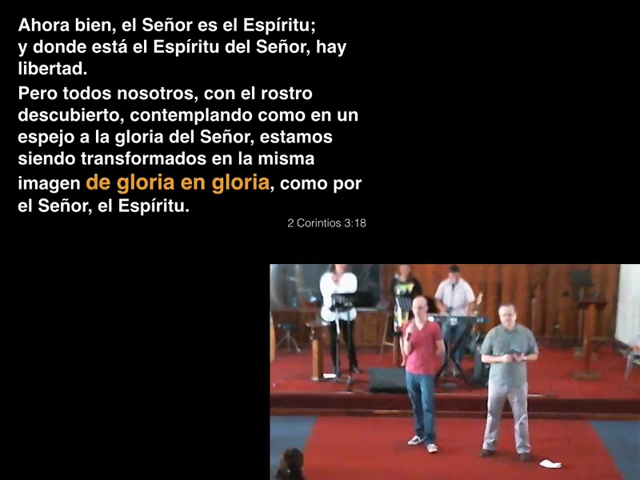 Ahora bien, el Señor es el Espíritu;
y donde está el Espíritu del Señor, hay
libertad.
Pero todos nosotros, con el rostro
descubierto, contemplando como en un
espejo a la gloria del Señor, estamos
siendo transformados en la misma
imagen de gloria en gloria, como por
el Señor, el Espíritu.
2 Corintios 3:18